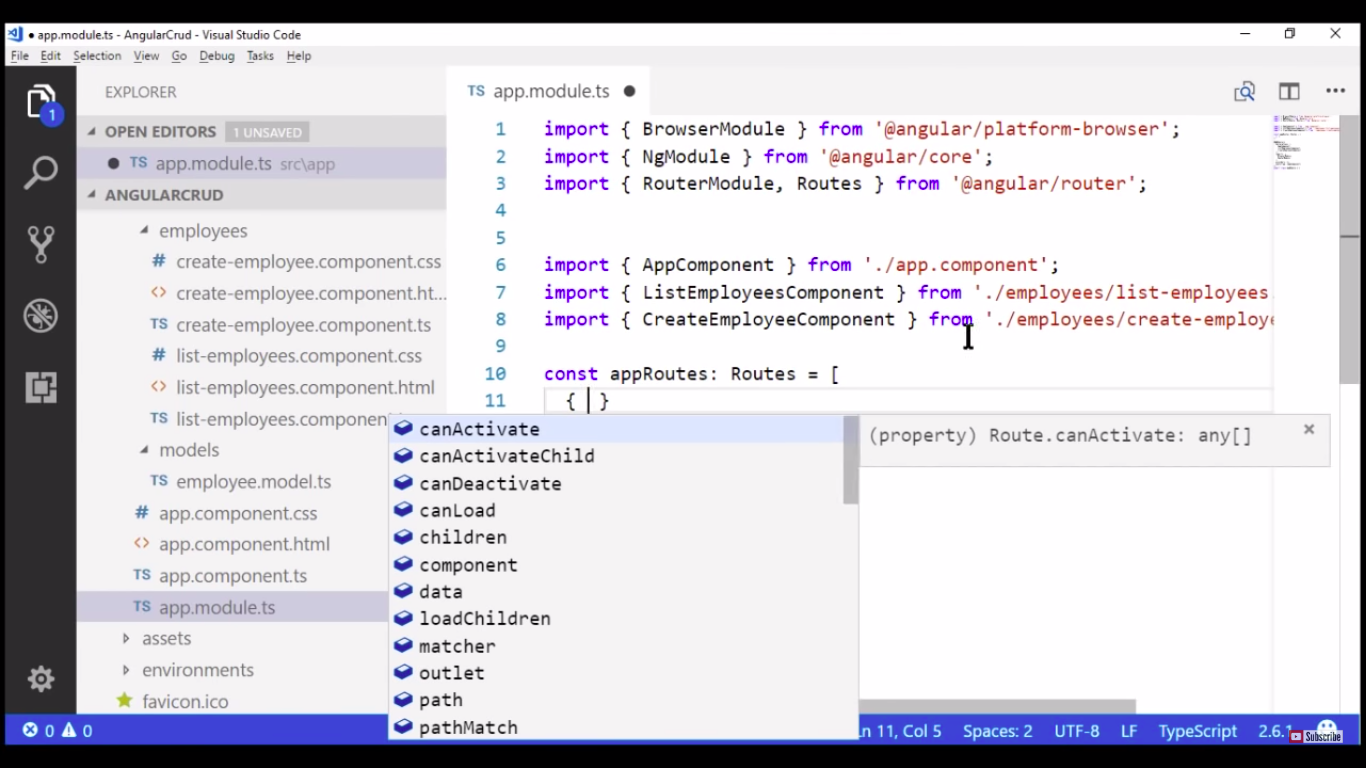 app.module.ts - AngularCrud - Visual Studio Code
File Edit Selection View Go Debug Tasks Help
1
EXPLORER
OPEN EDITORS 1 UNSAVED
TS app.module.ts src\app
ANGULARCRUD
employees
# create-employee.component.css
<> create-employee.component.ht...
TS create-employee.component.ts
# list-employees.component.css
<> list-employees.component.html
TS list-employees.component.
models
TS employee.model.ts
# app.component.css
<> app.component.html
TS app.component.ts
TS app.module.ts
assets
environments
favicon.ico
TS app.module.ts
1 import { BrowserModule } from '@angular/platform-browser';
2 import { NgModule } from '@angular/core';
3 import { RouterModule, Routes } from '@angular/router';
4
5
6 import { AppComponent } from './app.component';
7 import { ListEmployeesComponent } from './employees/list-employees.
8 import { CreateEmployeeComponent } from './employees/create-employe
9
10 const appRoutes: Routes = [
11 { }
canActivate
canActivateChild
canDeactivate
canLoad
children
component
data
loadChildren
matcher
outlet
path
pathMatch
(property) Route.canActivate: any[]
0 0 Ln 11, Col 5 Spaces: 2 UTF-8 LF TypeScript 2.6.1
Subscribe